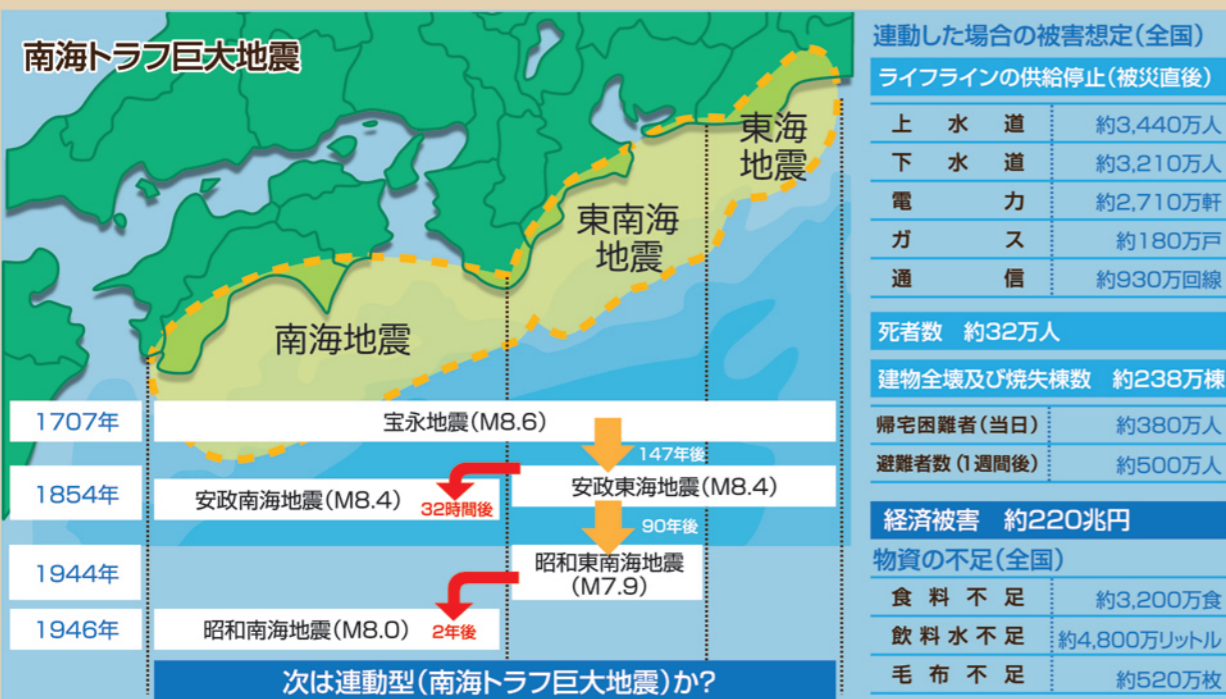 南海トラフ巨大地震
東海
地震
東南海
地震
南海地震
1707年 宝永地震(M8.6)
147年後
1854年 安政南海地震(M8.4) 32時間後 安政東海地震(M8.4)
90年後
1944年 昭和東南海地震
(M7.9)
1946年 昭和南海地震(M8.0) 2年後
次は連動型(南海トラフ巨大地震)か?
連動した場合の被害想定(全国)
ライフラインの供給停止(被災直後)
上水道 約3,440万人
下水道 約3,210万人
電力 約2,710万軒
ガス 約180万戸
通信 約930万回線
死者数 約32万人
建物全壊及び焼失棟数 約238万棟
帰宅困難者(当日) 約380万人
避難者数(1週間後) 約500万人
経済被害 約220兆円
物資の不足(全国)
食料不足 約3,200万食
飲料水不足 約4,800万リットル
毛布不足 約520万枚